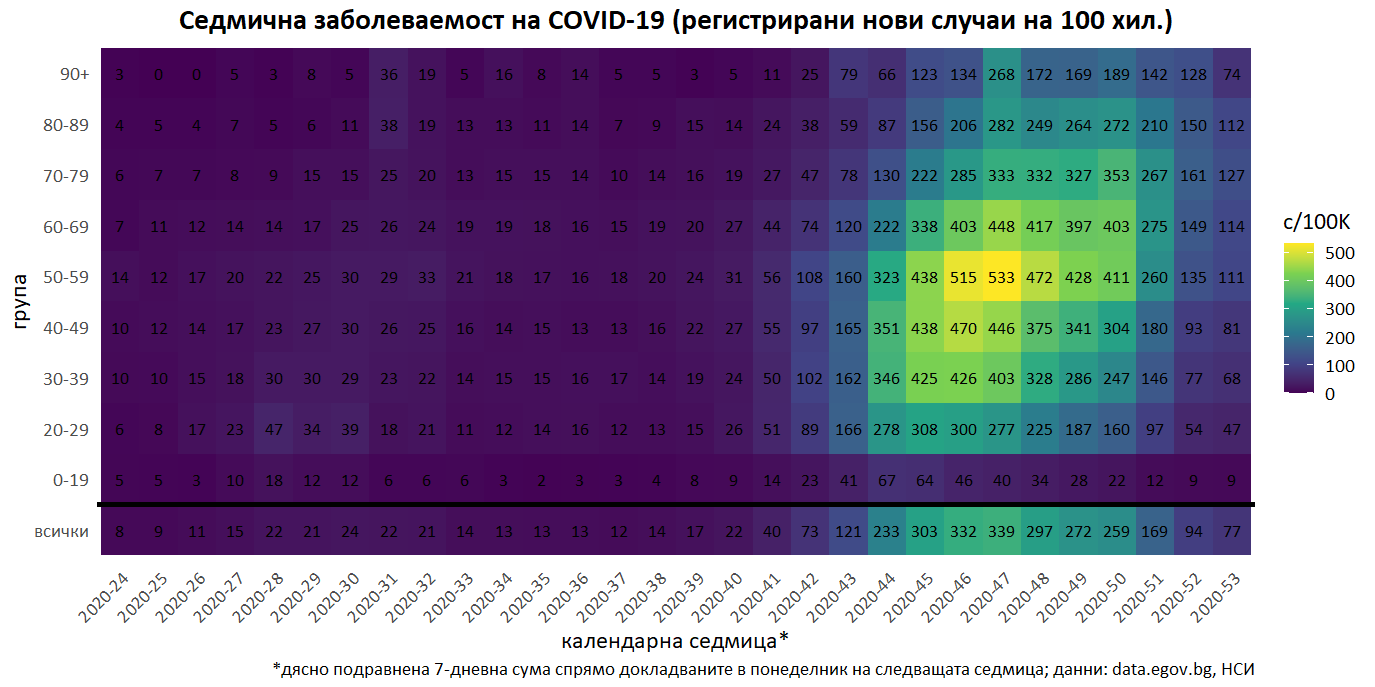 Седмична заболеваемост на COVID-19 (регистрирани нови случаи на 100 хил.)
90+ 3 0 0 5 3 8 5 36 19 5 16 8 14 5 5 3 5 11 25 79 66 123 134 268 172 169 189 142 128 74
80-89 4 5 4 7 5 6 11 38 19 13 13 11 14 7 9 15 14 24 38 59 87 156 206 282 249 264 272 210 150 112
70-79 6 7 7 8 9 15 15 25 20 13 15 15 14 10 14 16 19 27 47 78 130 222 285 333 332 327 353 267 161 127
60-69 7 11 12 14 14 17 25 26 24 19 19 18 16 15 19 20 27 44 74 120 222 338 403 448 417 397 403 275 149 114
50-59 14 12 17 20 22 25 30 29 33 21 18 17 16 18 20 24 31 56 108 160 323 438 515 533 472 428 411 260 135 111
40-49 10 12 14 17 23 27 30 26 25 16 14 15 13 13 16 22 27 55 97 165 351 438 470 446 375 341 304 180 93 81
30-39 10 10 15 18 30 30 29 23 22 14 15 15 16 17 14 19 24 50 102 162 346 425 426 403 328 286 247 146 77 68
20-29 6 8 17 23 47 34 39 18 21 11 12 14 16 12 13 15 26 51 89 166 278 308 300 277 225 187 160 97 54 47
0-19 5 5 3 10 18 12 12 6 6 6 3 2 3 3 4 8 9 14 23 41 67 64 46 40 34 28 22 12 9 9
всички 8 9 11 15 22 21 24 22 21 14 13 13 13 12 14 17 22 40 73 121 233 303 332 339 297 272 259 169 94 77
група
2020-24 2020-25 2020-26 2020-27 2020-28 2020-29 2020-30 2020-31 2020-32 2020-33 2020-34 2020-35 2020-36 2020-37 2020-38 2020-39 2020-40 2020-41 2020-42 2020-43 2020-44 2020-45 2020-46 2020-47 2020-48 2020-49 2020-50 2020-51 2020-52 2020-53
календарна седмица*
*дясно подравнена 7-дневна сума спрямо докладваните в понеделник на следващата седмица; данни: data.egov.bg, НСИ
c/100K
500
400
300
200
100
0